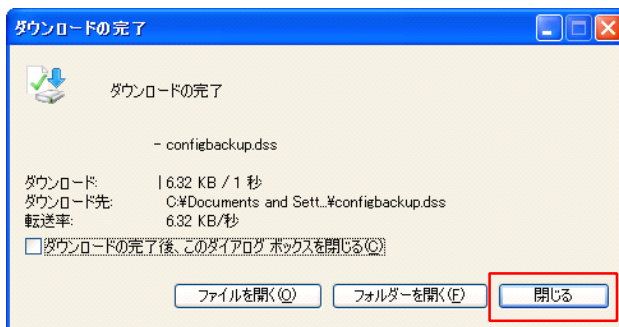 ダウンロードの完了
ダウンロードの完了
- configbackup.dss
ダウンロード: 6.32 KB / 1 秒
ダウンロード先: C:¥Documents and Sett...¥configbackup.dss
転送率: 6.32 KB/秒
ダウンロードの完了後、このダイアログ ボックスを閉じる(C)
ファイルを開く(O) フォルダーを開く(F) 閉じる